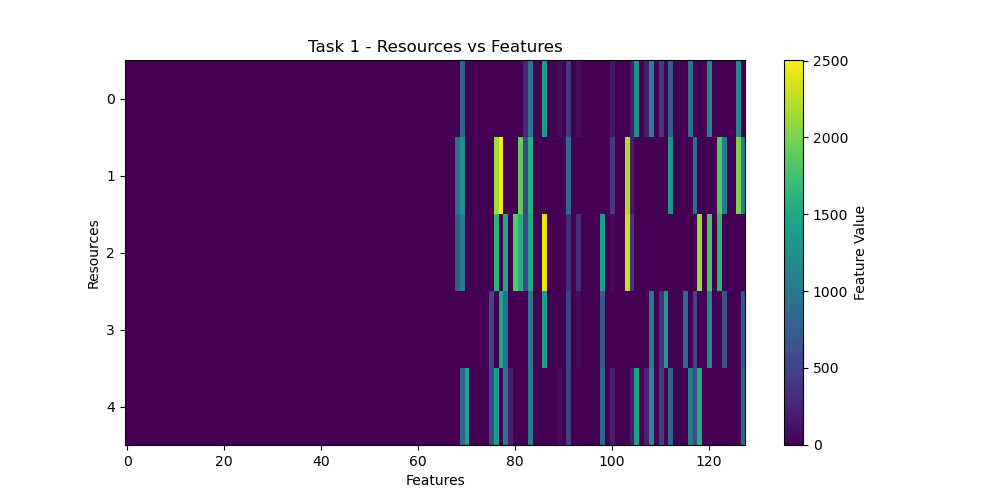 Task 1 - Resources vs Features
Resources
0
1
2
3
4
0 20 40 60 80 100 120
Features
2500
2000
1500
1000
500
0
Feature Value